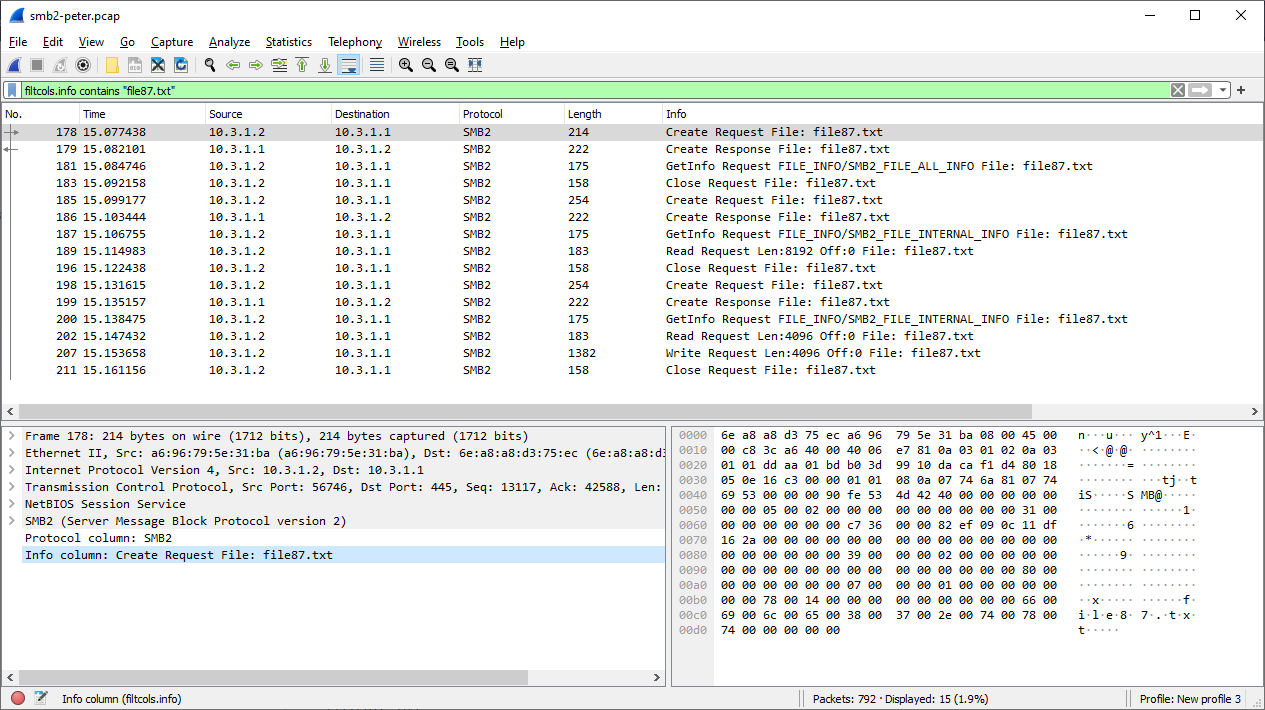 smb2-peter.pcap
File Edit View Go Capture Analyze Statistics Telephony Wireless Tools Help
filtcols.info contains "file87.txt"
No. Time Source Destination Protocol Length Info
178 15.077438 10.3.1.2 10.3.1.1 SMB2 214 Create Request File: file87.txt
179 15.082101 10.3.1.1 10.3.1.2 SMB2 222 Create Response File: file87.txt
181 15.084746 10.3.1.2 10.3.1.1 SMB2 175 GetInfo Request FILE_INFO/SMB2_FILE_ALL_INFO File: file87.txt
183 15.092158 10.3.1.2 10.3.1.1 SMB2 158 Close Request File: file87.txt
185 15.099177 10.3.1.2 10.3.1.1 SMB2 254 Create Request File: file87.txt
186 15.103444 10.3.1.1 10.3.1.2 SMB2 222 Create Response File: file87.txt
187 15.106755 10.3.1.2 10.3.1.1 SMB2 175 GetInfo Request FILE_INFO/SMB2_FILE_INTERNAL_INFO File: file87.txt
189 15.114983 10.3.1.2 10.3.1.1 SMB2 183 Read Request Len:8192 Off:0 File: file87.txt
196 15.122438 10.3.1.2 10.3.1.1 SMB2 158 Close Request File: file87.txt
198 15.131615 10.3.1.2 10.3.1.1 SMB2 254 Create Request File: file87.txt
199 15.135157 10.3.1.1 10.3.1.2 SMB2 222 Create Response File: file87.txt
200 15.138475 10.3.1.2 10.3.1.1 SMB2 175 GetInfo Request FILE_INFO/SMB2_FILE_INTERNAL_INFO File: file87.txt
202 15.147432 10.3.1.2 10.3.1.1 SMB2 183 Read Request Len:4096 Off:0 File: file87.txt
207 15.153658 10.3.1.2 10.3.1.1 SMB2 1382 Write Request Len:4096 Off:0 File: file87.txt
211 15.161156 10.3.1.2 10.3.1.1 SMB2 158 Close Request File: file87.txt
Frame 178: 214 bytes on wire (1712 bits), 214 bytes captured (1712 bits)
Ethernet II, Src: a6:96:79:5e:31:ba (a6:96:79:5e:31:ba), Dst: 6e:a8:a8:d3:75:ec (6e:a8:a8:d3
Internet Protocol Version 4, Src: 10.3.1.2, Dst: 10.3.1.1
Transmission Control Protocol, Src Port: 56746, Dst Port: 445, Seq: 13117, Ack: 42588, Len:
NetBIOS Session Service
SMB2 (Server Message Block Protocol version 2)
Protocol column: SMB2
Info column: Create Request File: file87.txt
0000 6e a8 a8 d3 75 ec a6 96 79 5e 31 ba 08 00 45 00 n···u··· y^1···E·
0010 00 c8 3c a6 40 00 40 06 e7 81 0a 03 01 02 0a 03 ··<·@·@· ········
0020 01 01 dd aa 01 bd b0 3d 99 10 da ca f1 d4 80 18 ·······= ········
0030 05 0e 16 c3 00 00 01 01 08 0a 07 74 6a 81 07 74 ········ ···tj··t
0040 69 53 00 00 00 90 fe 53 4d 42 40 00 00 00 00 00 iS·····S MB@·····
0050 00 00 05 00 02 00 00 00 00 00 00 00 00 00 31 00 ········ ······1·
0060 00 00 00 00 00 00 c7 36 00 00 82 ef 09 0c 11 df ·······6 ········
0070 16 2a 00 00 00 00 00 00 00 00 00 00 00 00 00 00 ·*······ ········
0080 00 00 00 00 00 00 39 00 00 00 02 00 00 00 00 00 ······9· ········
0090 00 00 00 00 00 00 00 00 00 00 00 00 00 00 80 00 ········ ········
00a0 00 00 00 00 00 00 07 00 00 00 01 00 00 00 00 00 ········ ········
00b0 00 00 78 00 14 00 00 00 00 00 00 00 00 00 66 00 ··x····· ······f·
00c0 69 00 6c 00 65 00 38 00 37 00 2e 00 74 00 78 00 i·l·e·8· 7·.·t·x·
00d0 74 00 00 00 00 00 t·····
Info column (filtcols.info) Packets: 792 · Displayed: 15 (1.9%) Profile: New profile 3